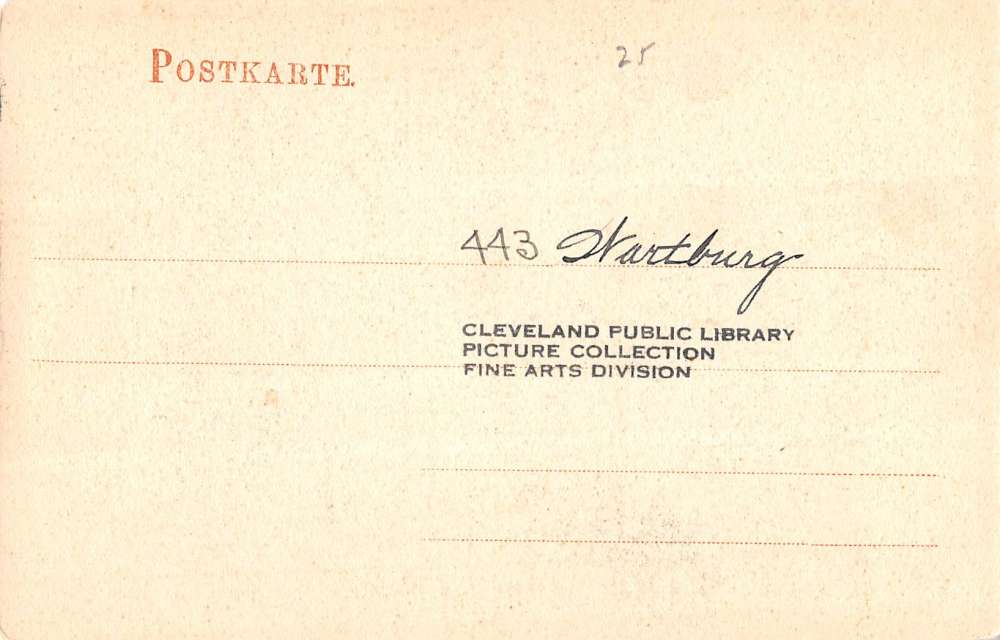 POSTKARTE.
25
443 Wartburg
CLEVELAND PUBLIC LIBRARY
PICTURE COLLECTION
FINE ARTS DIVISION